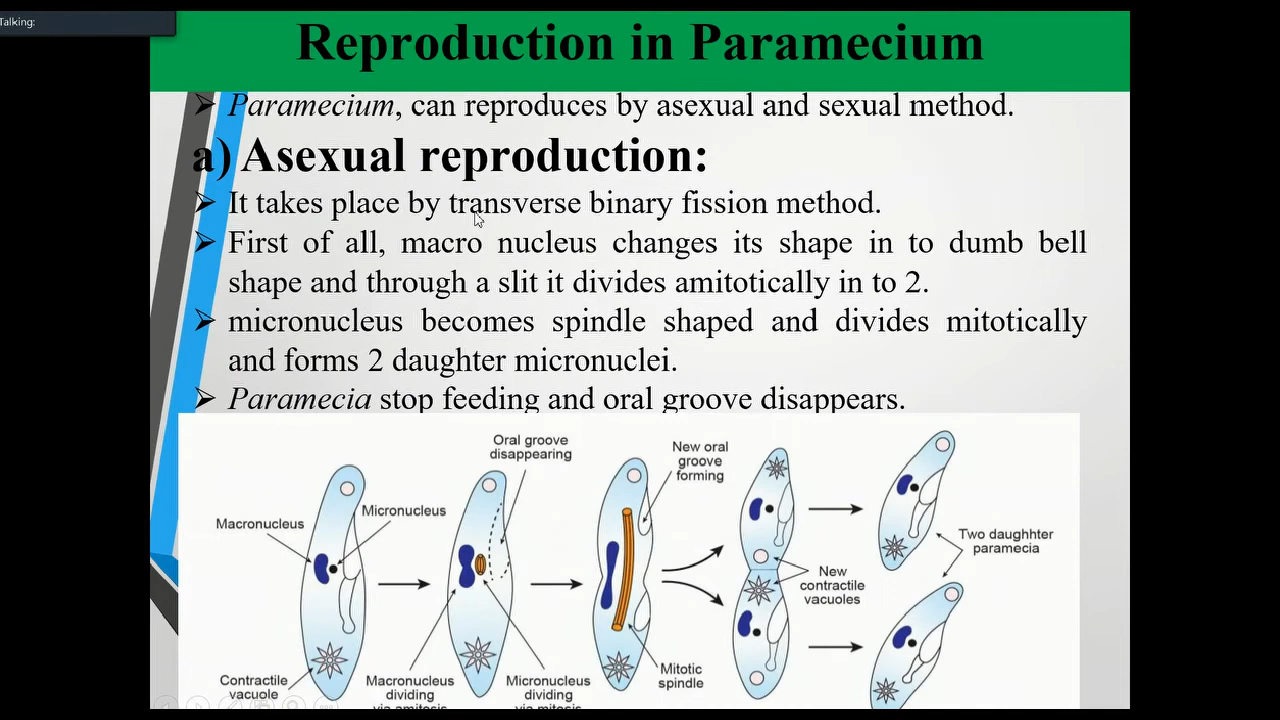 Talking:
Reproduction in Paramecium
➢ Paramecium, can reproduces by asexual and sexual method.
a) Asexual reproduction:
➢ It takes place by transverse binary fission method.
➢ First of all, macro nucleus changes its shape in to dumb bell
shape and through a slit it divides amitotically in to 2.
➢ micronucleus becomes spindle shaped and divides mitotically
and forms 2 daughter micronuclei.
➢ Paramecia stop feeding and oral groove disappears.
Oral groove
disappearing
New oral
groove
forming
Macronucleus
Micronucleus
Two daughhter
paramecia
New
contractile
vacuoles
Contractile
vacuole
Macronucleus
dividing
via amitosis
Micronucleus
dividing
via mitosis
Mitotic
spindle